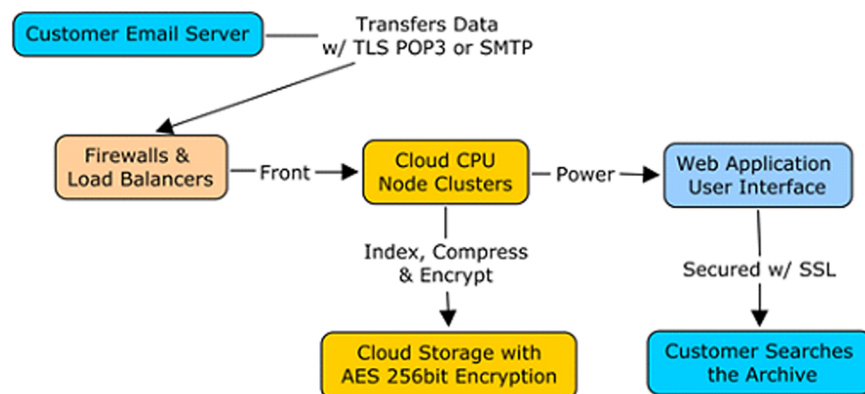 Customer Email Server
Transfers Data
w/ TLS POP3 or SMTP
Firewalls &
Load Balancers
Front
Cloud CPU
Node Clusters
Power
Web Application
User Interface
Index, Compress
& Encrypt
Secured w/ SSL
Cloud Storage with
AES 256bit Encryption
Customer Searches
the Archive